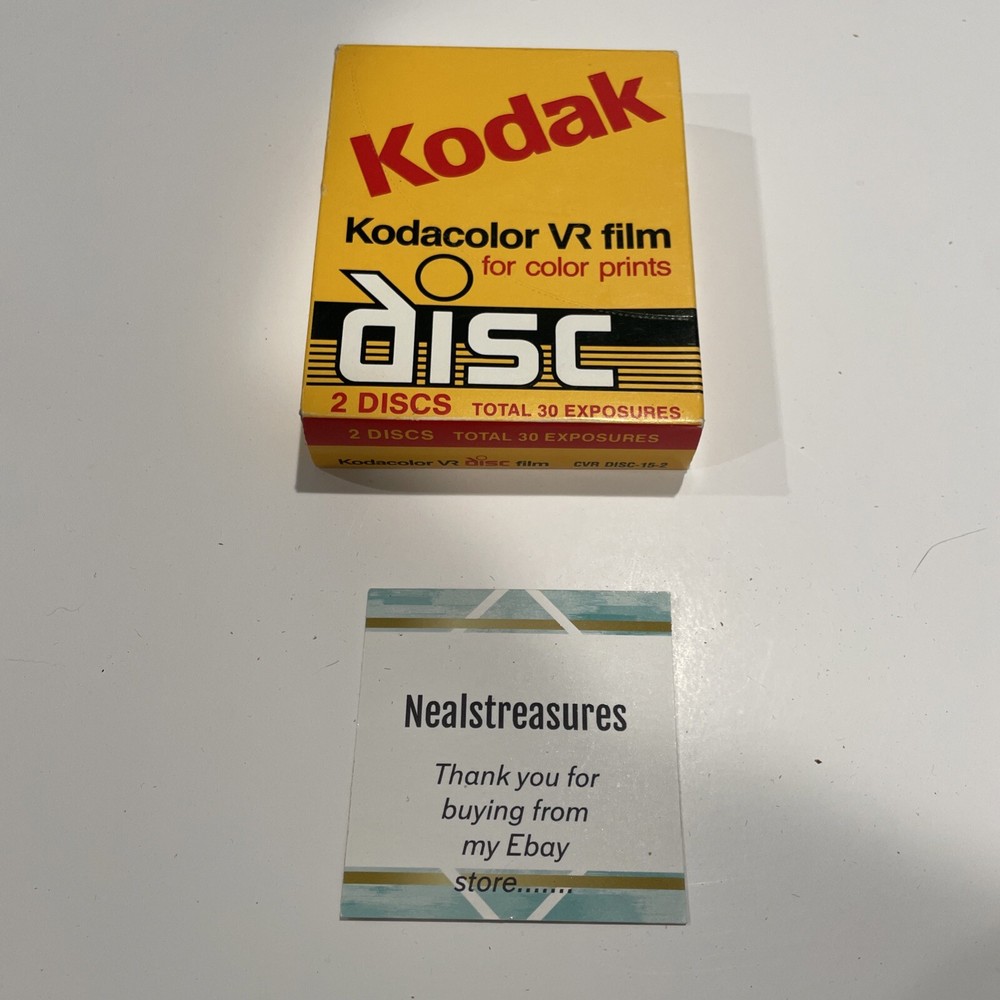 Kodak
Kodacolor VR film
for color prints
disc
2 DISCS TOTAL 30 EXPOSURES
2 DISCS TOTAL 30 EXPOSURES
Kodacolor VR disc film CVR DISC-15-2
Nealstreasures
Thank you for
buying from
my Ebay
store.......